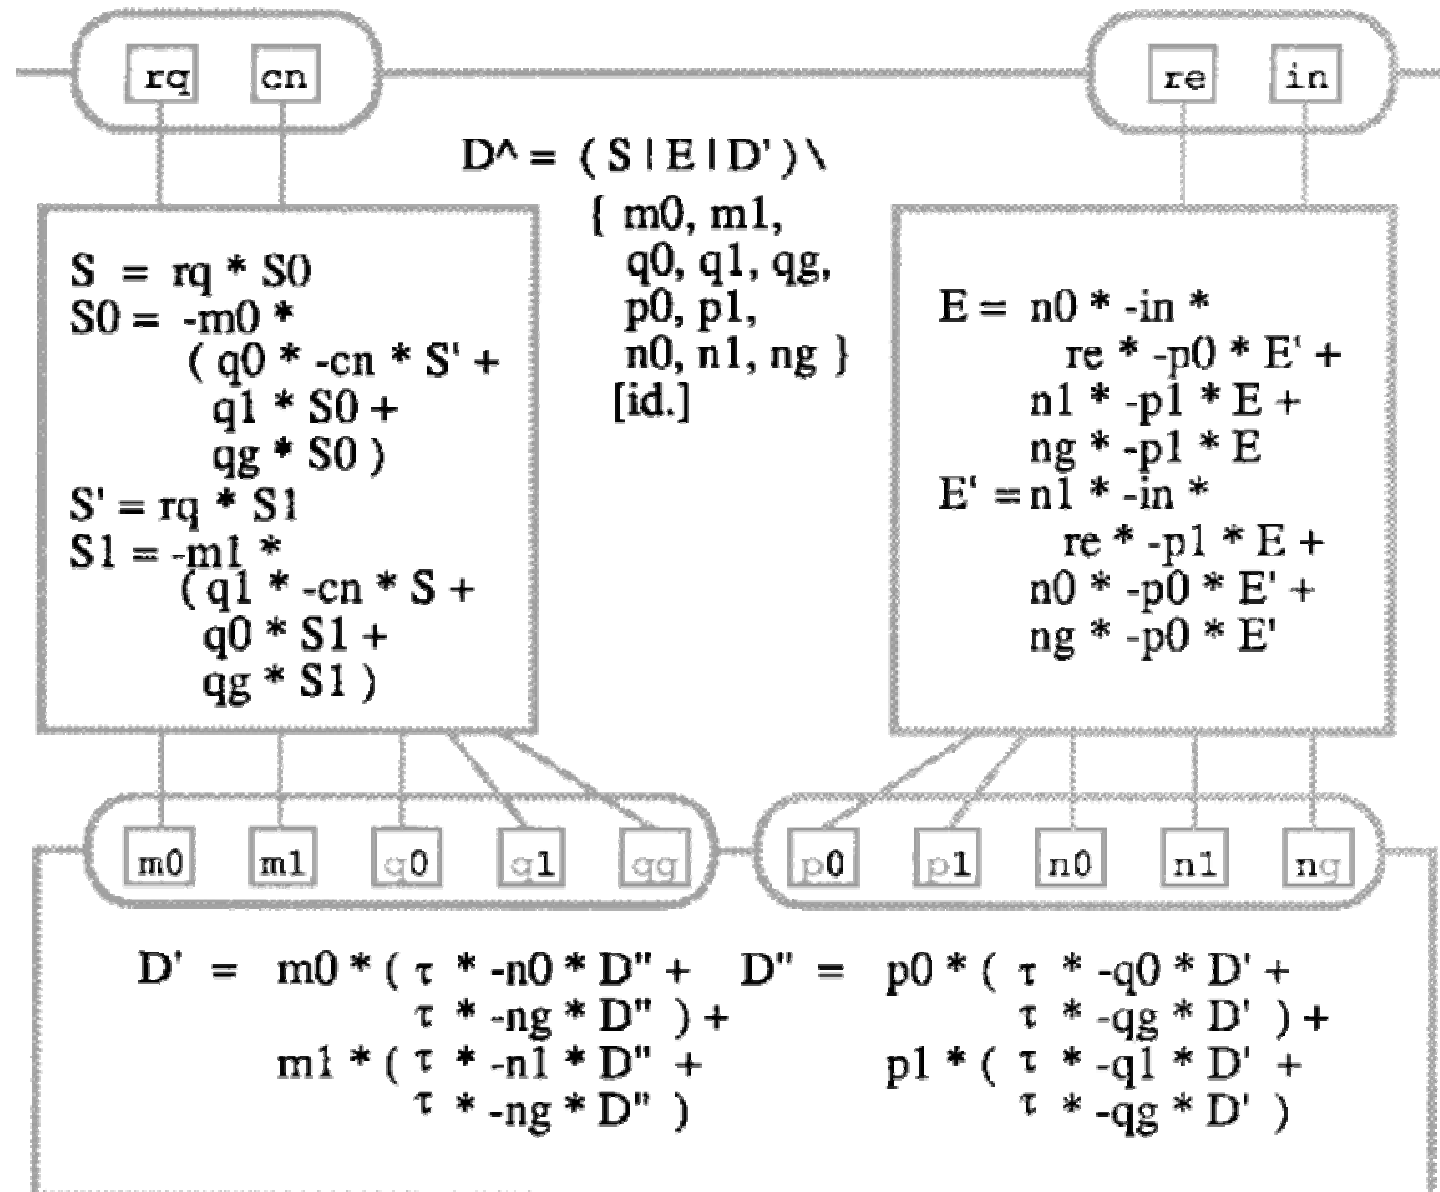 rq cn
re in
D^ = ( S | E | D' ) \
{ m0, m1,
q0, q1, qg,
p0, p1,
n0, n1, ng }
[id.]
S = rq * S0
S0 = -m0 *
( q0 * -cn * S' +
q1 * S0 +
qg * S0 )
S' = rq * S1
S1 = -m1 *
( q1 * -cn * S +
q0 * S1 +
qg * S1 )
E = n0 * -in *
re * -p0 * E' +
n1 * -p1 * E +
ng * -p1 * E
E' = n1 * -in *
re * -p1 * E +
n0 * -p0 * E' +
ng * -p0 * E'
m0 m1 q0 q1 qg
p0 p1 n0 n1 ng
D' = m0 * ( τ * -n0 * D" +
τ * -ng * D" ) +
m1 * ( τ * -n1 * D" +
τ * -ng * D" )
D" = p0 * ( τ * -q0 * D' +
τ * -qg * D' ) +
p1 * ( τ * -q1 * D' +
τ * -qg * D' )